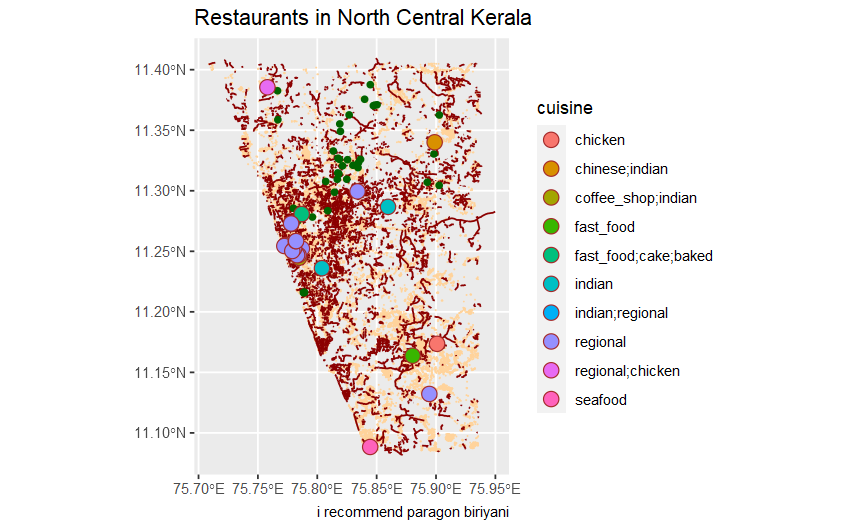 Restaurants in North Central Kerala
11.40°N
11.35°N
11.30°N
11.25°N
11.20°N
11.15°N
11.10°N
75.70°E 75.75°E 75.80°E 75.85°E 75.90°E 75.95°E
i recommend paragon biriyani
cuisine
chicken
chinese;indian
coffee_shop;indian
fast_food
fast_food;cake;baked
indian
indian;regional
regional
regional;chicken
seafood